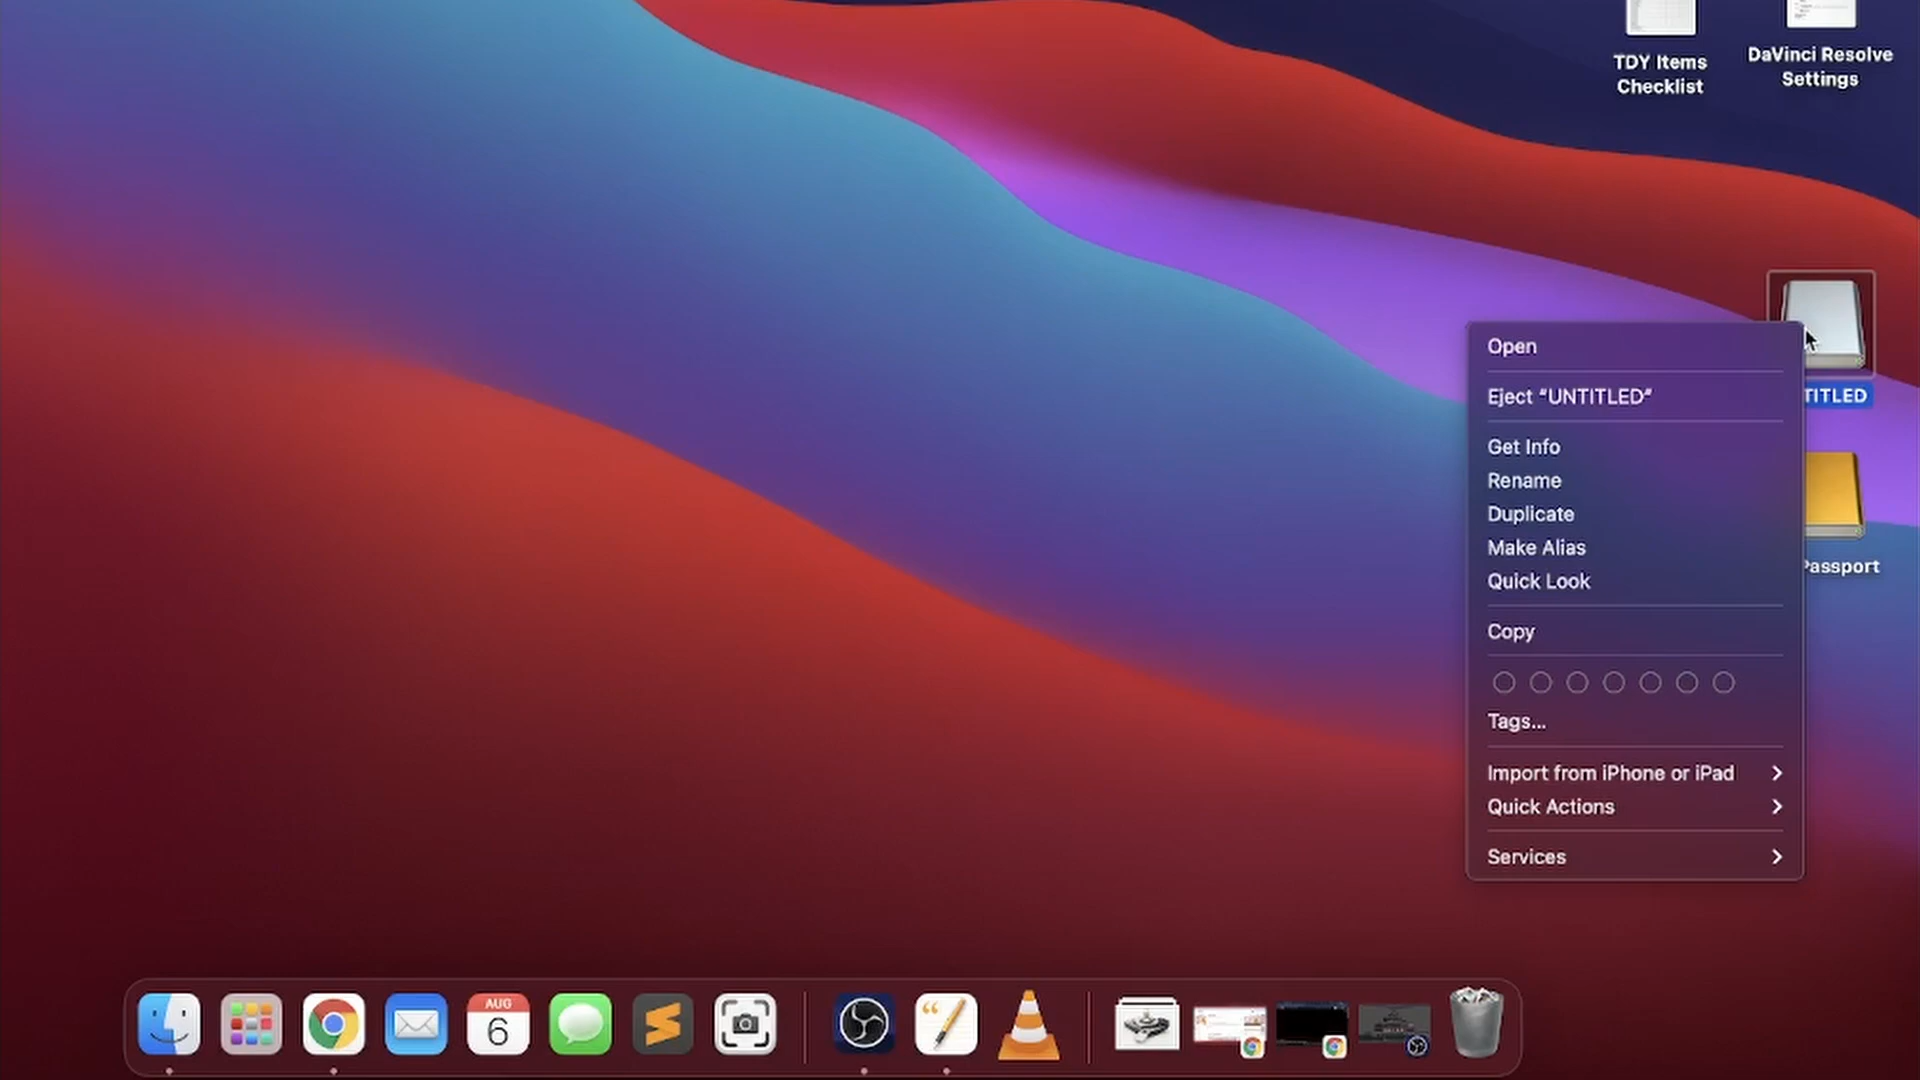 TDY Items
Checklist
DaVinci Resolve
Settings
Open
Eject “UNTITLED”
TITLED
Get Info
Rename
Duplicate
Make Alias
Quick Look
Passport
Copy
Tags...
Import from iPhone or iPad
Quick Actions
Services
AUG
6